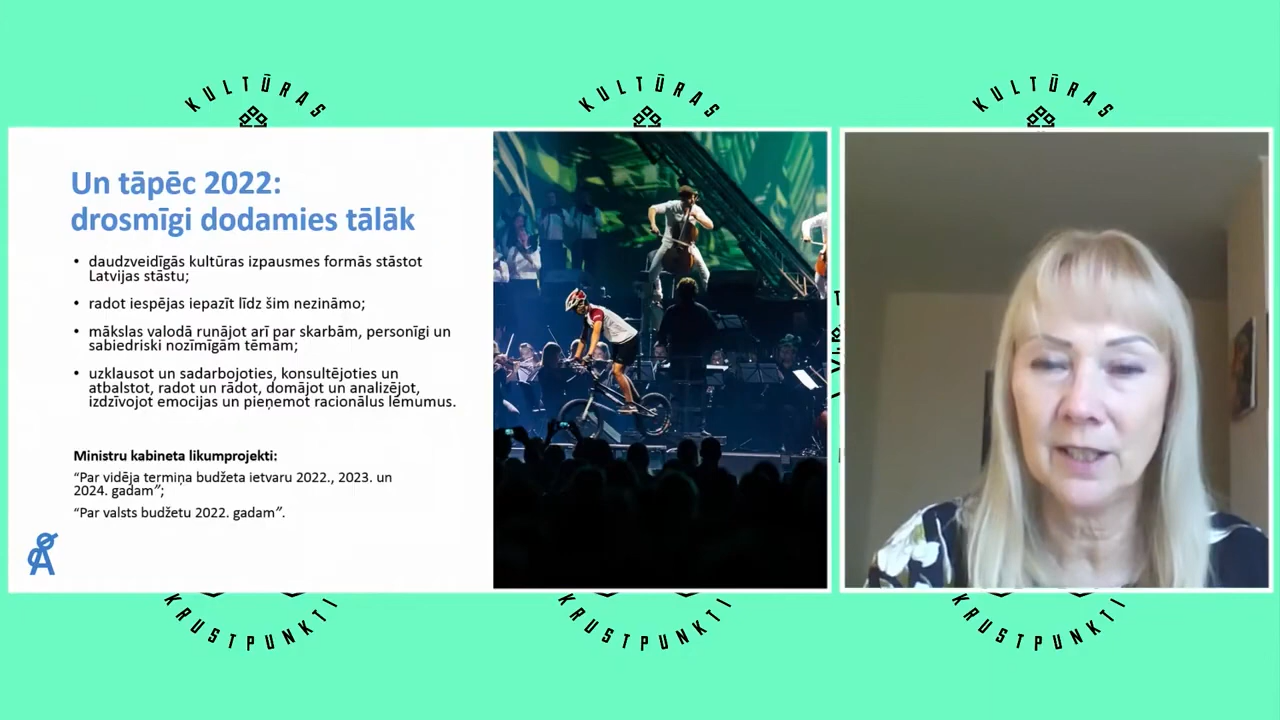 KULTŪRAS
KULTŪRAS
KULTŪRAS
Un tāpēc 2022:
drosmīgi dodamies tālāk
• daudzveidīgās kultūras izpausmes formās stāstot
Latvijas stāstu;
• radot iespējas iepazīt līdz šim nezināmo;
• mākslas valodā runājot arī par skarbām, personīgi un
sabiedriski nozīmīgām tēmām;
• uzklausot un sadarbojoties, konsultējoties un
atbalstot, radot un rādot, domājot un analizējot,
izdzīvojot emocijas un pieņemot racionālus lēmumus.
Ministru kabineta likumprojekti:
“Par vidēja termiņa budžeta ietvaru 2022., 2023. un
2024. gadam”;
“Par valsts budžetu 2022. gadam”.
KRUSTPUNKTI
KRUSTPUNKTI
KRUSTPUNKTI